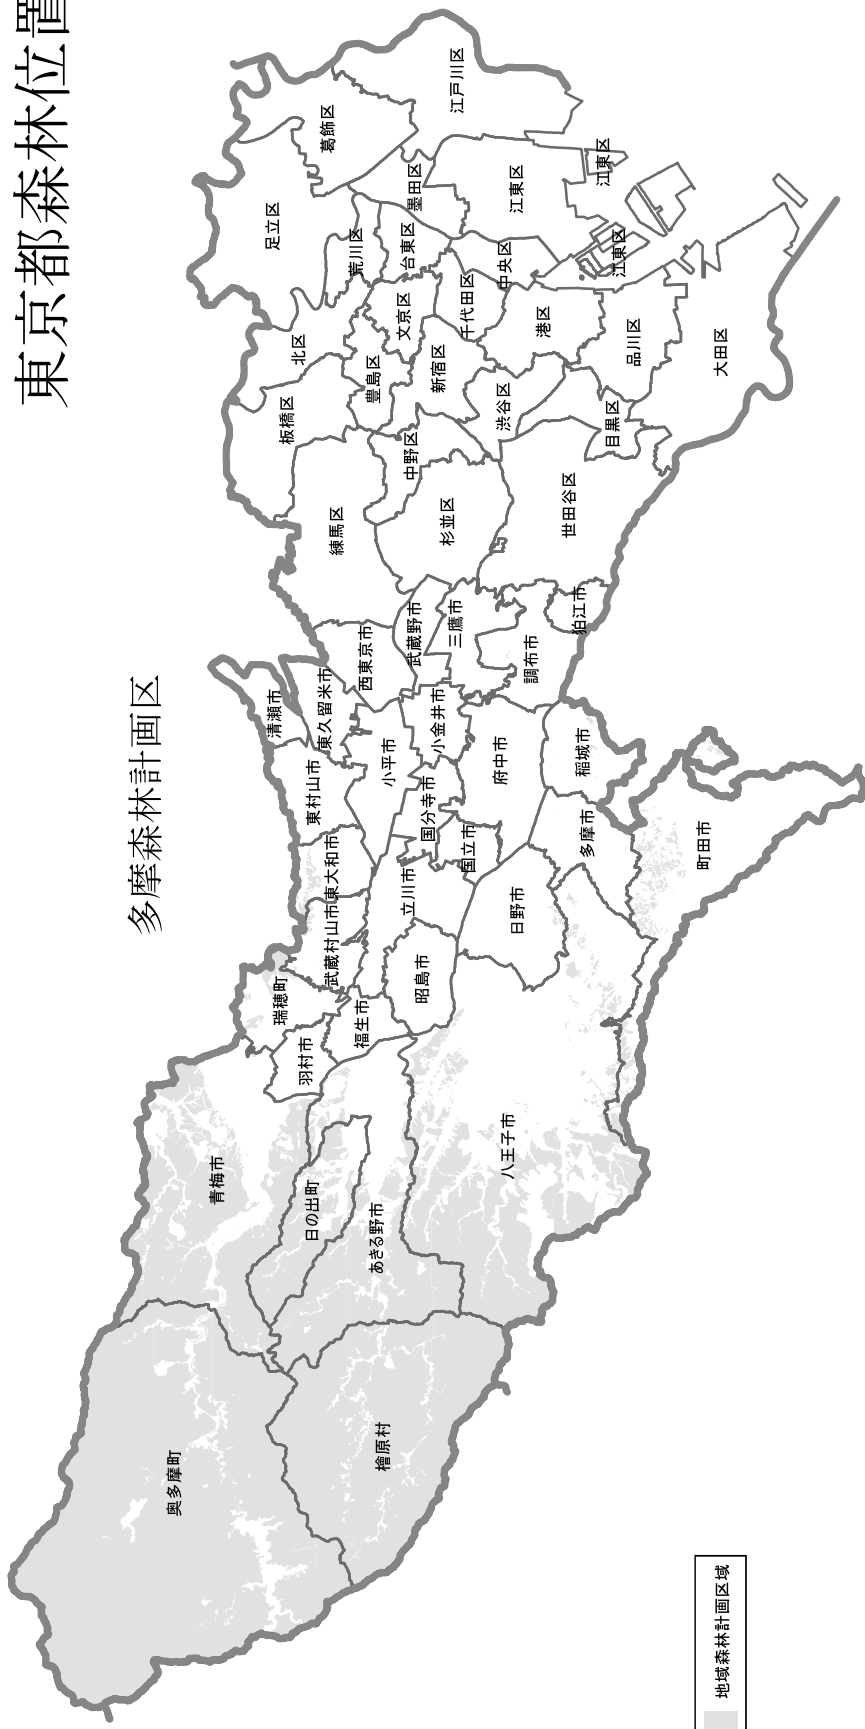 東京都森林位置
多摩森林計画区
奥多摩町
檜原村
青梅市
日の出町
あきる野市
八王子市
羽村市
瑞穂町
福生市
武蔵村山市
東大和市
昭島市
立川市
日野市
東村山市
清瀬市
東久留米市
小平市
国分寺市
国立市
小金井市
府中市
多摩市
稲城市
町田市
西東京市
武蔵野市
三鷹市
調布市
狛江市
練馬区
杉並区
世田谷区
板橋区
中野区
豊島区
北区
新宿区
渋谷区
目黒区
文京区
千代田区
港区
品川区
大田区
足立区
荒川区
台東区
中央区
墨田区
江東区
江東区
江東区
葛飾区
江戸川区
地域森林計画区域